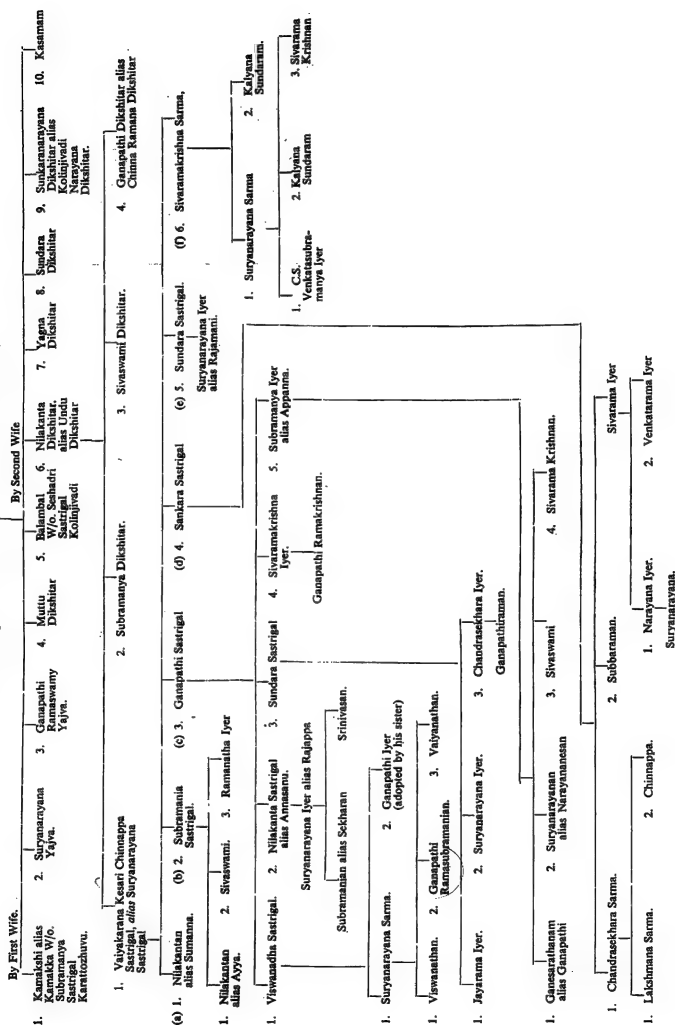 By First Wife.
By Second Wife
1. Kamakshi alias
Kamakka W/o.
Subramanya
Sastrigal
Karattozhuvu.
2. Suryanarayana
Yajva.
3. Ganapathi
Ramaswamy
Yajva.
4. Muttu
Dikshitar
5. Balambal
W/o. Seshadri
Sastrigal
Kolinjivadi
6. Nilakanta
Dikshitar.
alias Undu
Dikshitar
7. Yagna
Dikshitar
8. Sundara
Dikshitar
9. Sunkaranarayana
Dikshitar alias
Kolinjivadi
Narayana
Dikshitar.
10. Kasamam
1. Vaiyakarana Kesari Chinnappa
Sastrigal, alias Suryanarayana
Sastrigal
2. Subramanya Dikshitar.
3. Sivaswami Dikshitar.
4. Ganapathi Dikshitar alias
Chinna Ramana Dikshitar
(a) 1. Nilakantan
alias Sumanna.
(b) 2. Subramania
Sastrigal.
(c) 3. Ganapathi Sastrigal
(d) 4. Sankara Sastrigal
(e) 5. Sundara Sastrigal.
(f) 6. Sivaramakrishna Sarma,
Suryanarayana Iyer
alias Rajamani.
1. Suryanarayana Sarma
2. Kalyana
Sundaram.
1. C.S.
Venkatasubra-
manya Iyer
2. Kalyana
Sundaram
3. Sivarama
Krishnan
1. Nilakantan
alias Ayya.
2. Sivaswami.
3. Ramanatha Iyer
1. Viswanadha Sastrigal.
2. Nilakanta Sastrigal
alias Annasanu.
3. Sundara Sastrigal
4. Sivaramakrishna
Iyer.
5. Subramanya Iyer
alias Appanna.
Ganapathi Ramakrishnan.
Suryanarayana Iyer alias Rajappa
Subramanian alias Sekharan
Srinivasan.
1. Suryanarayana Sarma.
2. Ganapathi Iyer
(adopted by his sister)
1. Viswanathan.
2. Ganapathi
Ramasubramanian.
3. Vaiyanathan.
1. Jayarama Iyer.
2. Suryanarayana Iyer.
3. Chandrasekhara Iyer.
Ganapathiraman.
1. Ganesarathanam
alias Ganapathi
2. Suryanarayanan
alias Narayananesan
3. Sivaswami
4. Sivarama Krishnan.
1. Chandrasekhara Sarma.
2. Subbaraman.
Sivarama Iyer
1. Lakshmana Sarma.
2. Chinnappa.
1. Narayana Iyer.
2. Venkatarama Iyer
Suryanarayana.